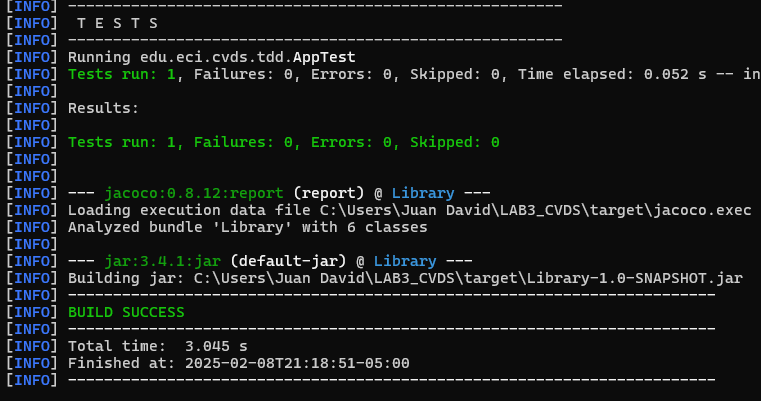 [INFO] -------------------------------------------------------
[INFO]  T E S T S
[INFO] -------------------------------------------------------
[INFO] Running edu.eci.cvds.tdd.AppTest
[INFO] Tests run: 1, Failures: 0, Errors: 0, Skipped: 0, Time elapsed: 0.052 s -- in
[INFO]
[INFO] Results:
[INFO]
[INFO] Tests run: 1, Failures: 0, Errors: 0, Skipped: 0
[INFO]
[INFO]
[INFO] --- jacoco:0.8.12:report (report) @ Library ---
[INFO] Loading execution data file C:\Users\Juan David\LAB3_CVDS\target\jacoco.exec
[INFO] Analyzed bundle 'Library' with 6 classes
[INFO]
[INFO] --- jar:3.4.1:jar (default-jar) @ Library ---
[INFO] Building jar: C:\Users\Juan David\LAB3_CVDS\target\Library-1.0-SNAPSHOT.jar
[INFO] ------------------------------------------------------------------------
[INFO] BUILD SUCCESS
[INFO] ------------------------------------------------------------------------
[INFO] Total time:  3.045 s
[INFO] Finished at: 2025-02-08T21:18:51-05:00
[INFO] ------------------------------------------------------------------------